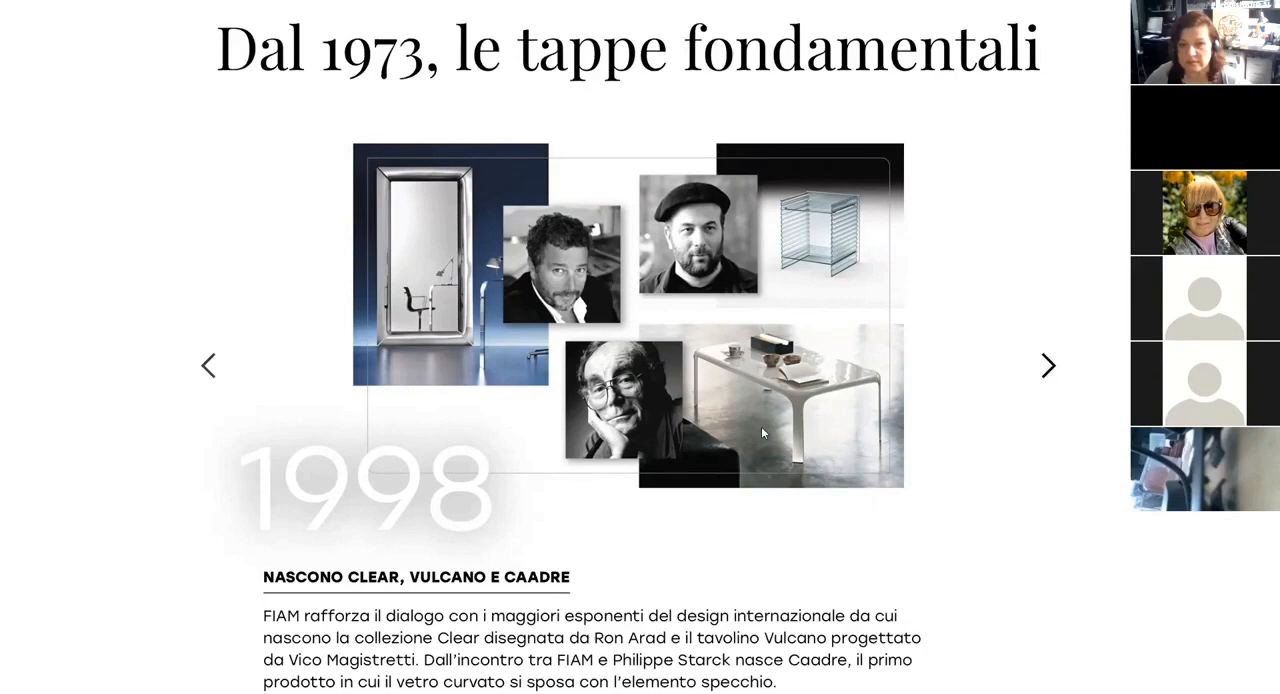 Dal 1973, le tappe fondamentali
1998
NASCONO CLEAR, VULCANO E CAADRE
FIAM rafforza il dialogo con i maggiori esponenti del design internazionale da cui
nascono la collezione Clear disegnata da Ron Arad e il tavolino Vulcano progettato
da Vico Magistretti. Dall’incontro tra FIAM e Philippe Starck nasce Caadre, il primo
prodotto in cui il vetro curvato si sposa con l’elemento specchio.